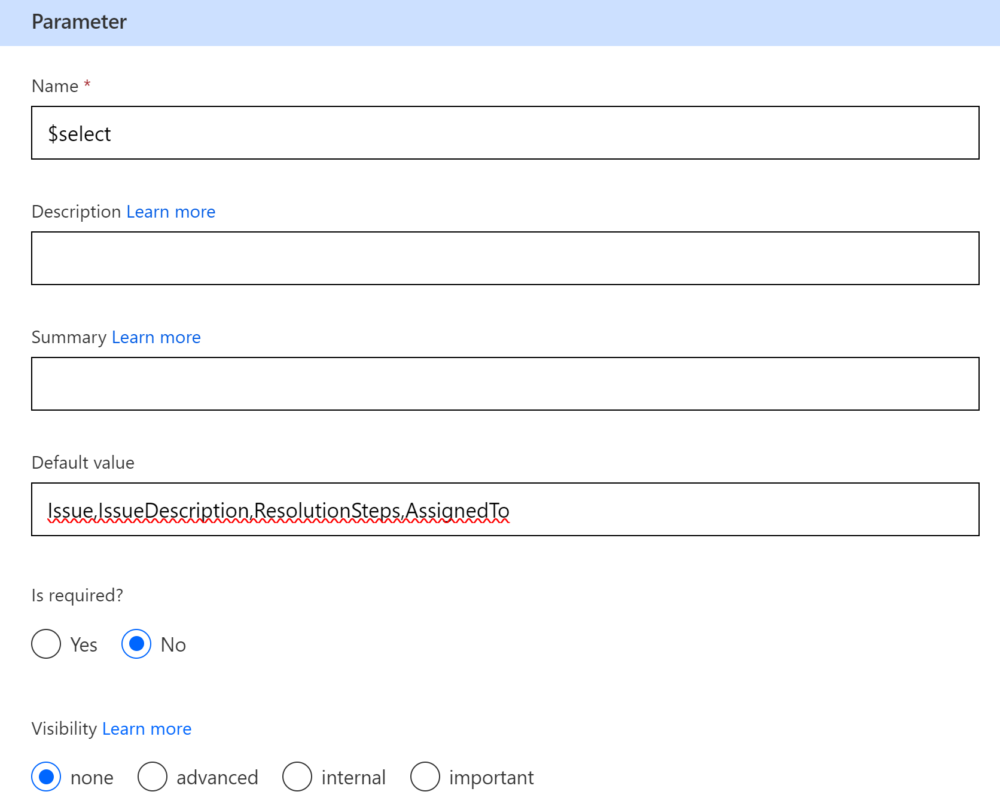 Parameter
Name *
$select
Description Learn more
Summary Learn more
Default value
Issue,IssueDescription,ResolutionSteps,AssignedTo
Is required?
Yes No
Visibility Learn more
none advanced internal important